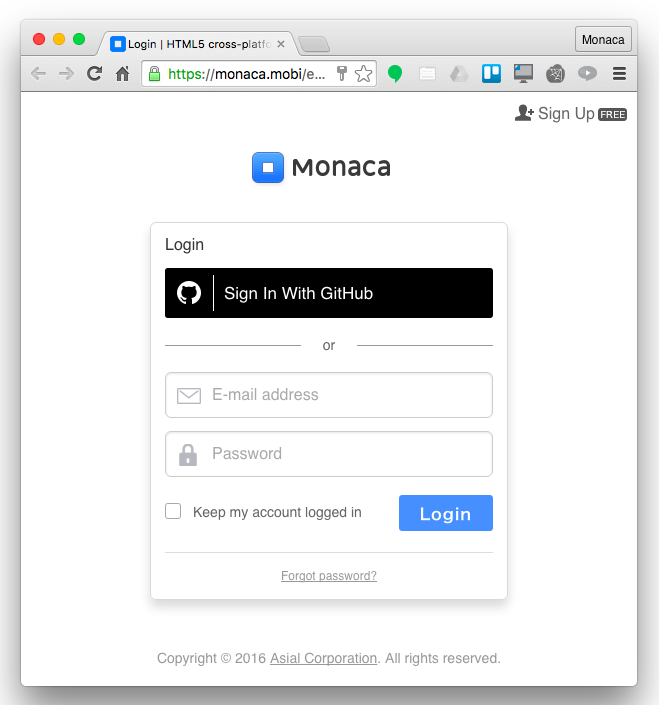 Login | HTML5 cross-platfo
Monaca
https://monaca.mobi/e...
Sign Up FREE
Monaca
Login
Sign In With GitHub
or
E-mail address
Password
Keep my account logged in
Login
Forgot password?
Copyright © 2016 Asial Corporation. All rights reserved.